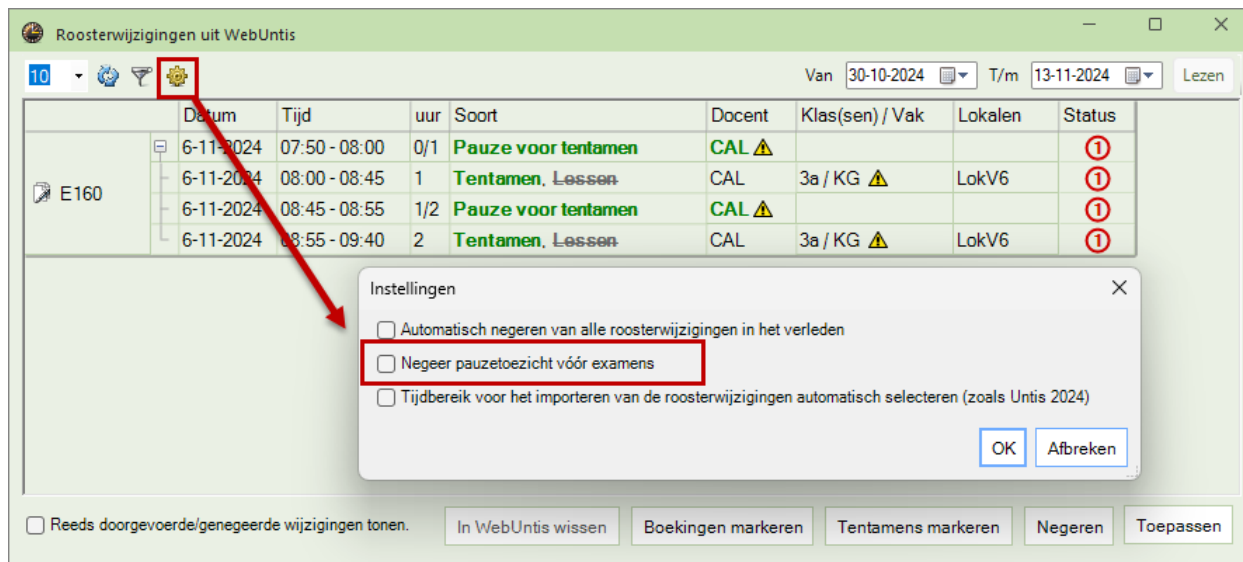 Roosterwijzigingen uit WebUntis
10 Van 30-10-2024 T/m 13-11-2024 Lezen
Datum Tijd uur Soort Docent Klas(sen) / Vak Lokalen Status
6-11-2024 07:50 - 08:00 0/1 Pauze voor tentamen CAL 1
E160
6-11-2024 08:00 - 08:45 1 Tentamen, Lessen CAL 3a / KG LokV6 1
6-11-2024 08:45 - 08:55 1/2 Pauze voor tentamen CAL 1
6-11-2024 08:55 - 09:40 2 Tentamen, Lessen CAL 3a / KG LokV6 1
Instellingen
Automatisch negeren van alle roosterwijzigingen in het verleden
Negeer pauzetoezicht vóór examens
Tijdbereik voor het importeren van de roosterwijzigingen automatisch selecteren (zoals Untis 2024)
OK Afbreken
Reeds doorgevoerde/genegeerde wijzigingen tonen. In WebUntis wissen Boekingen markeren Tentamens markeren Negeren Toepassen